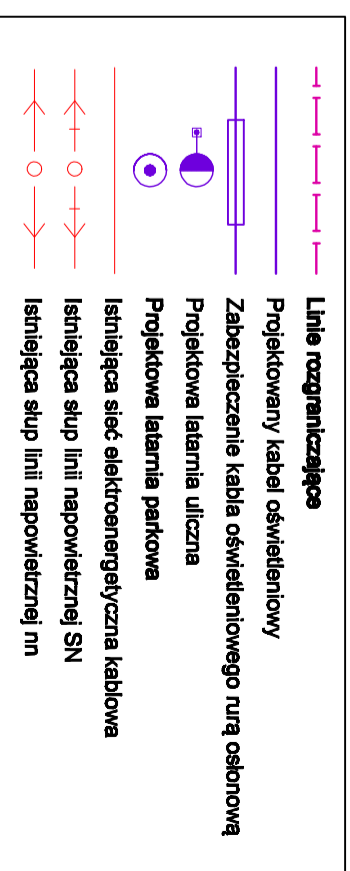 Linie rozgraniczające
Projektowany kabel oświetleniowy
Zabezpieczenie kabla oświetleniowego rurą osłonową
Projektowa latarnia uliczna
Projektowa latarnia parkowa
Istniejąca sieć elektroenergetyczna kablowa
Istniejąca słup linii napowietrznej SN
Istniejąca słup linii napowietrznej nn